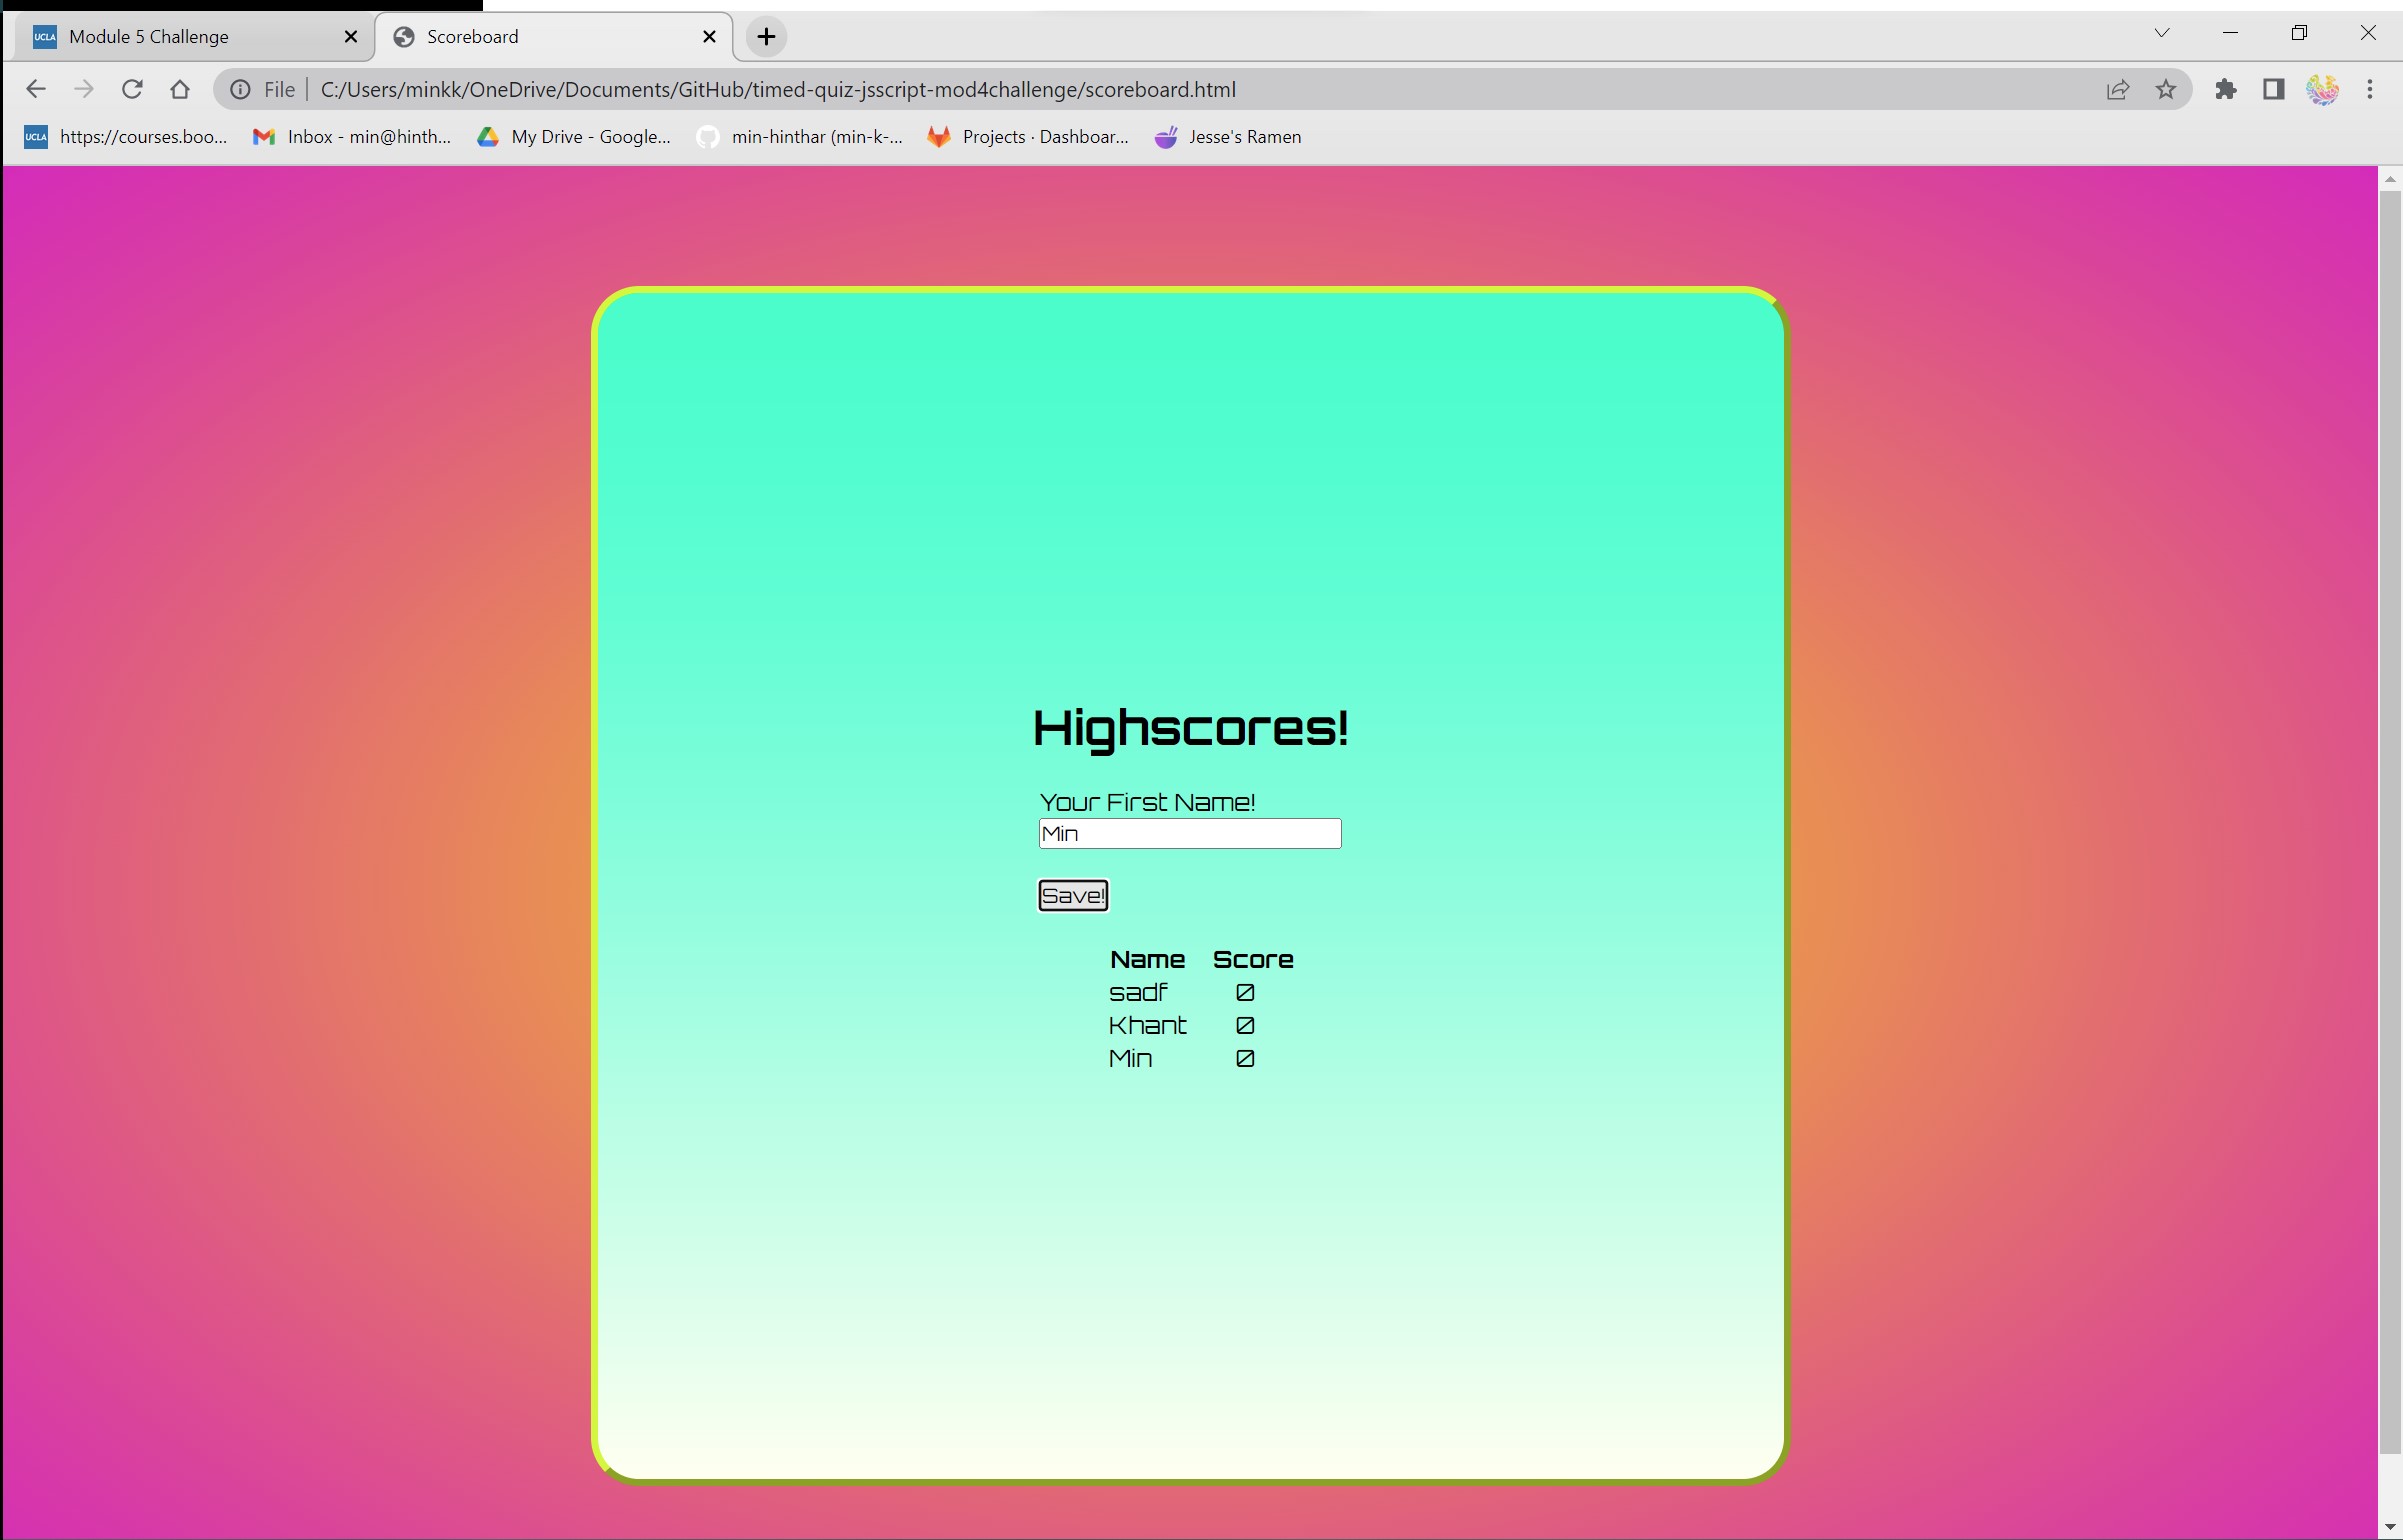 UCLA Module 5 Challenge
Scoreboard
File C:/Users/minkk/OneDrive/Documents/GitHub/timed-quiz-jsscript-mod4challenge/scoreboard.html
UCLA https://courses.boo...
Inbox - min@hinth...
My Drive - Google...
min-hinthar (min-k-...
Projects · Dashboar...
Jesse's Ramen
Highscores!
Your First Name!
Min
Save!
Name Score
sadf 0
Khant 0
Min 0